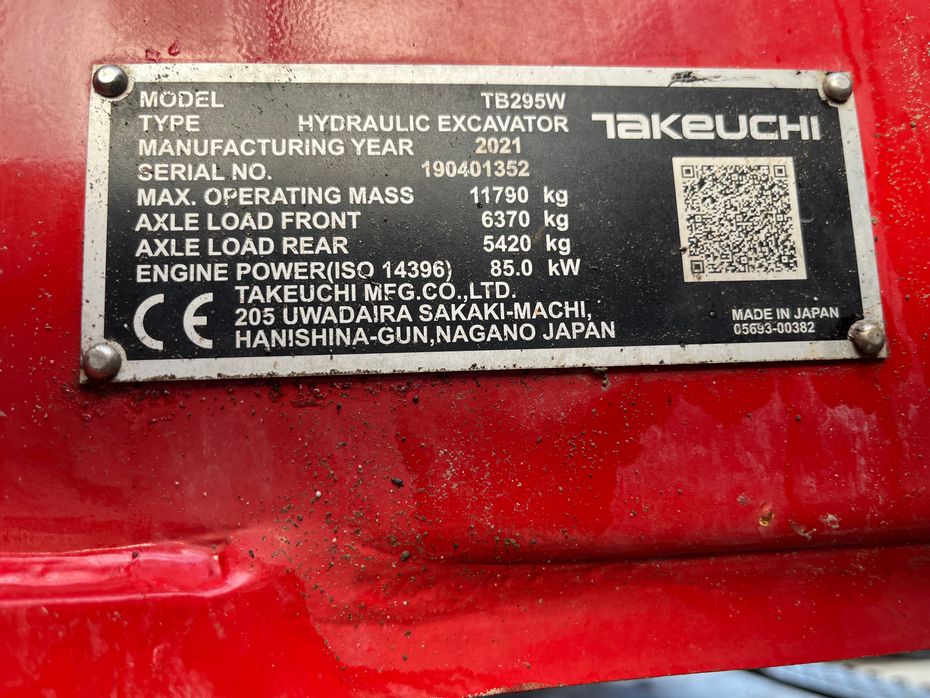 MODEL TB295W
TYPE HYDRAULIC EXCAVATOR
TAKEUCHI
MANUFACTURING YEAR 2021
SERIAL NO. 190401352
MAX. OPERATING MASS 11790 kg
AXLE LOAD FRONT 6370 kg
AXLE LOAD REAR 5420 kg
ENGINE POWER(ISO 14396) 85.0 kW
CE
TAKEUCHI MFG.CO.,LTD.
205 UWADAIRA SAKAKI-MACHI,
HANISHINA-GUN,NAGANO JAPAN
MADE IN JAPAN
05693-00382